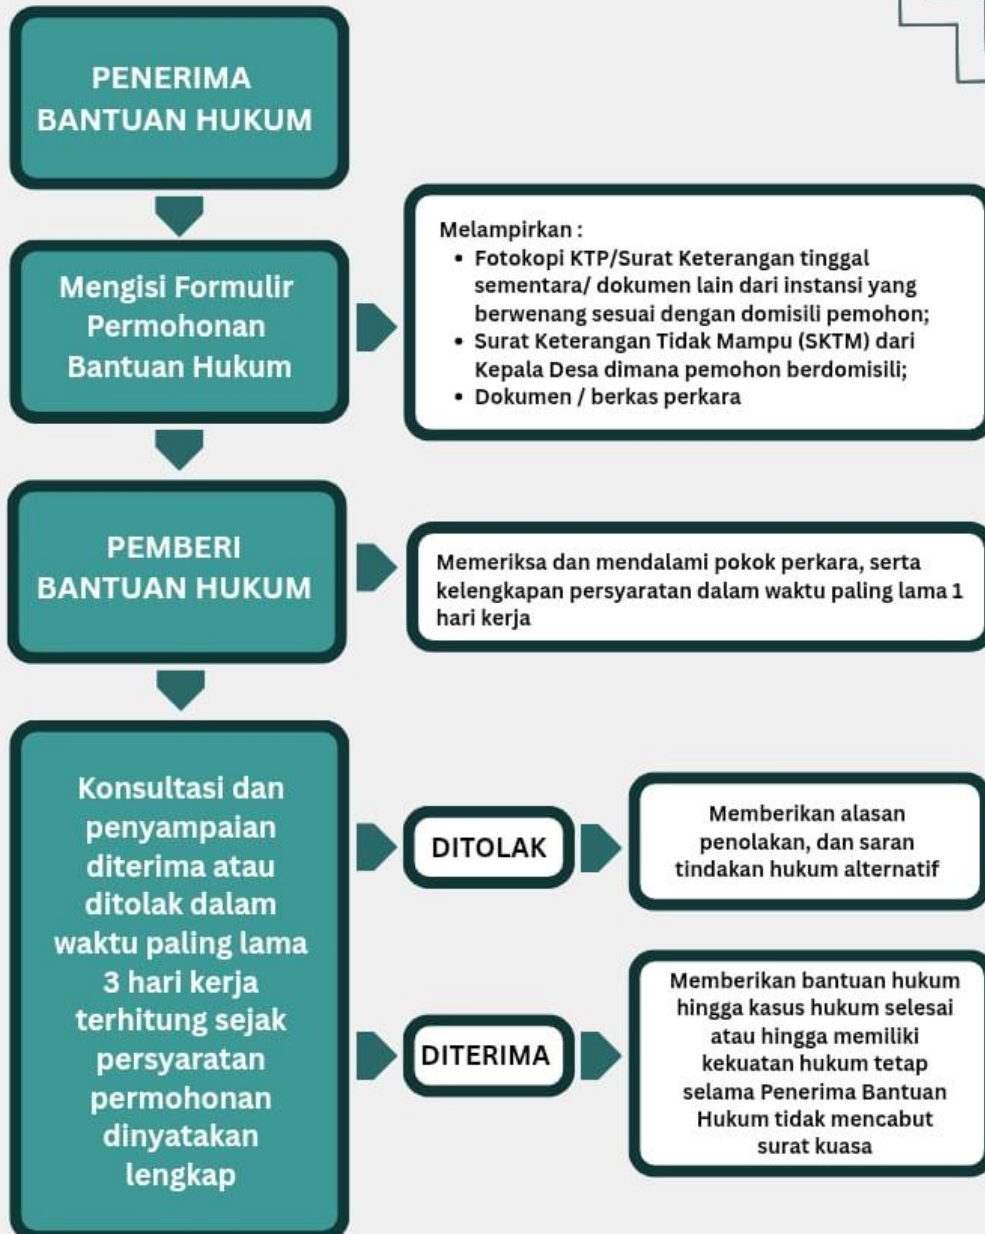 PENERIMA
BANTUAN HUKUM
Mengisi Formulir
Permohonan
Bantuan Hukum
Melampirkan :
• Fotokopi KTP/Surat Keterangan tinggal
sementara/ dokumen lain dari instansi yang
berwenang sesuai dengan domisili pemohon;
• Surat Keterangan Tidak Mampu (SKTM) dari
Kepala Desa dimana pemohon berdomisili;
• Dokumen / berkas perkara
PEMBERI
BANTUAN HUKUM
Memeriksa dan mendalami pokok perkara, serta
kelengkapan persyaratan dalam waktu paling lama 1
hari kerja
Konsultasi dan
penyampaian
diterima atau
ditolak dalam
waktu paling lama
3 hari kerja
terhitung sejak
persyaratan
permohonan
dinyatakan
lengkap
DITOLAK
Memberikan alasan
penolakan, dan saran
tindakan hukum alternatif
DITERIMA
Memberikan bantuan hukum
hingga kasus hukum selesai
atau hingga memiliki
kekuatan hukum tetap
selama Penerima Bantuan
Hukum tidak mencabut
surat kuasa